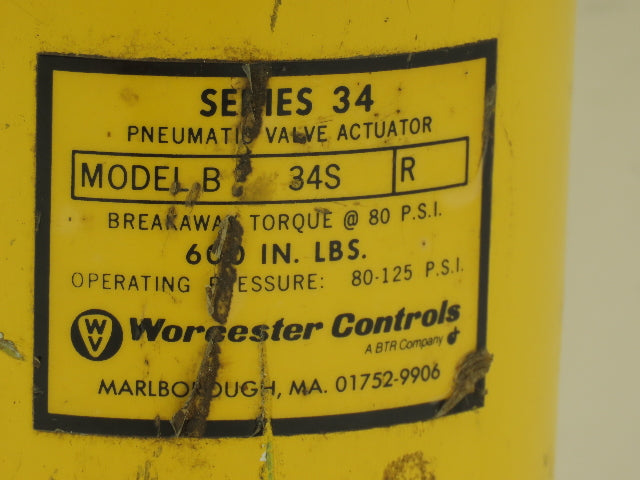 SERIES 34
PNEUMATIC VALVE ACTUATOR
MODEL B 34S R
BREAKAWAY TORQUE @ 80 P.S.I.
600 IN. LBS.
OPERATING PRESSURE: 80-125 P.S.I.
WV Worcester Controls
A BTR Company
MARLBOROUGH, MA. 01752-9906